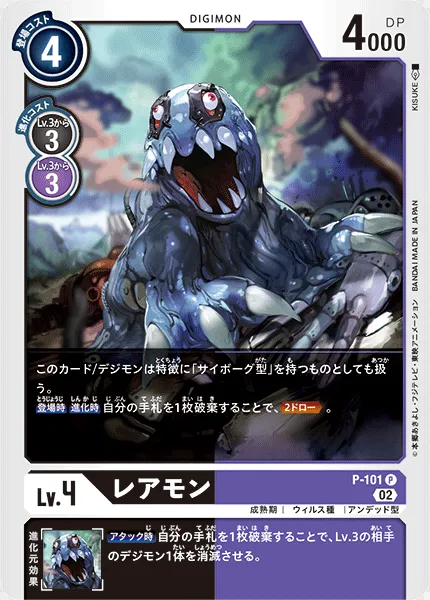 DIGIMON
登場コスト
4
DP
4000
進化コスト
Lv.3から
3
Lv.3から
3
KISUKE
©本郷あきよし・フジテレビ・東映アニメーション BANDAI MADE IN JAPAN
このカード/デジモンは特徴に「サイボーグ型」を持つものとしても扱
う。
登場時 進化時 自分の手札を1枚破棄することで、2ドロー 。
P-101 P
02
Lv.4
レアモン
成熟期 | ウィルス種 | アンデッド型
進化元効果
アタック時 自分の手札を1枚破棄することで、Lv.3の相手
のデジモン1体を消滅させる。